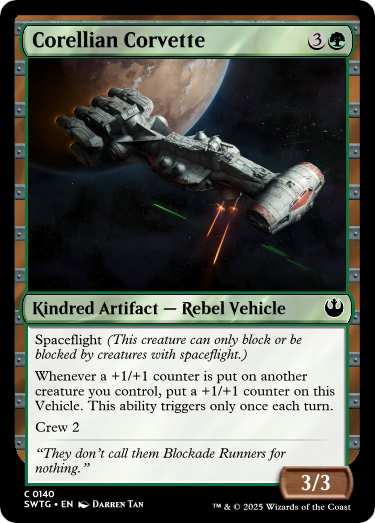 Corellian Corvette 3
Kindred Artifact — Rebel Vehicle
Spaceflight (This creature can only block or be
blocked by creatures with spaceflight.)
Whenever a +1/+1 counter is put on another
creature you control, put a +1/+1 counter on this
Vehicle. This ability triggers only once each turn.
Crew 2
“They don’t call them Blockade Runners for
nothing.”
3/3
C 0140
SWTG • EN Darren Tan
™ & © 2025 Wizards of the Coast